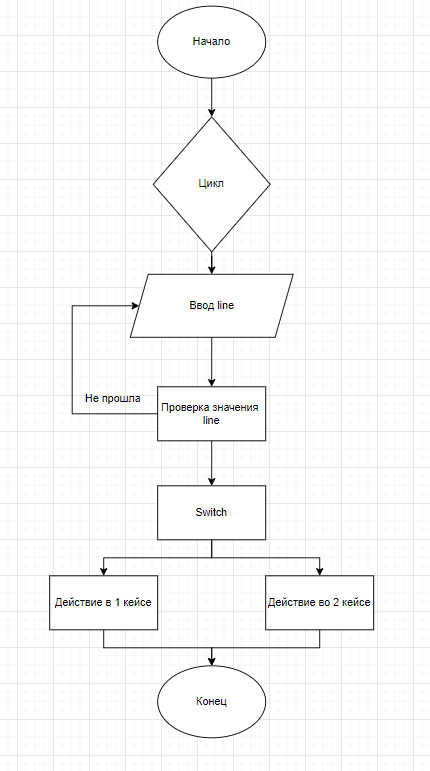 Начало
Цикл
Ввод line
Не прошла
Проверка значения
line
Switch
Действие в 1 кейсе
Действие во 2 кейсе
Конец